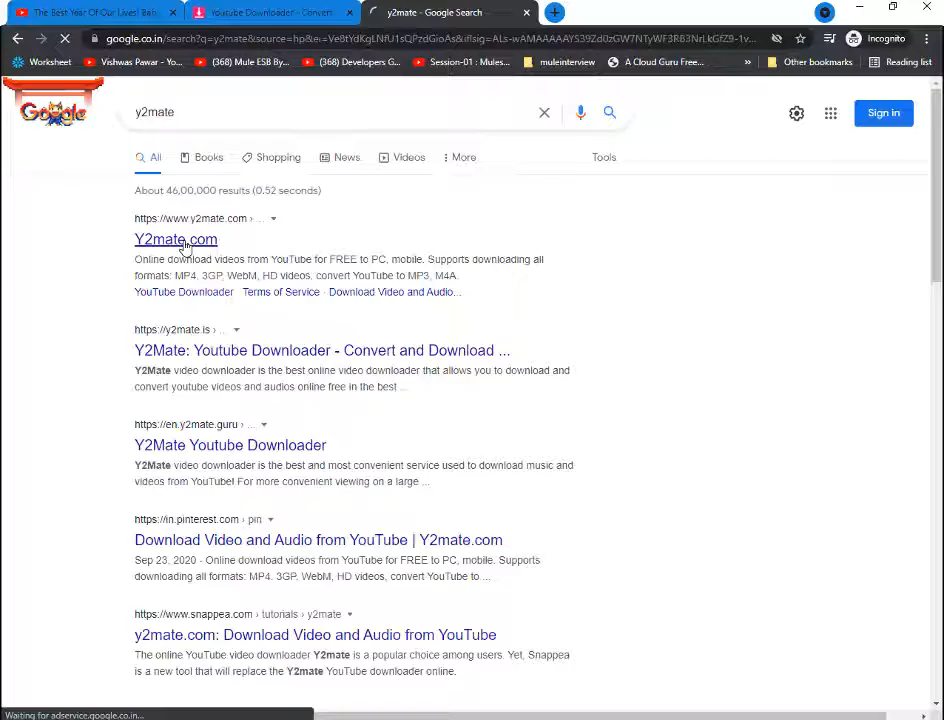 The Best Year Of Our Lives! Bali
Youtube Downloader - Convert
y2mate - Google Search
google.co.in/search?q=y2mate&source=hp&ei=
Incognito
Worksheet
Vishwas Pawar - Yo...
(368) Mule ESB By...
(368) Developers G...
Session-01 : Mules...
muleinterview
A Cloud Guru Free...
»
Other bookmarks
Reading list
Google
y2mate
Sign in
All
Books
Shopping
News
Videos
More
Tools
About 46,00,000 results (0.52 seconds)
https://www.y2mate.com › ...
Y2mate.com
Online download videos from YouTube for FREE to PC, mobile. Supports downloading all
formats: MP4, 3GP, WebM, HD videos, convert YouTube to MP3, M4A.
YouTube Downloader · Terms of Service · Download Video and Audio...
https://y2mate.is › ...
Y2Mate: Youtube Downloader - Convert and Download ...
Y2Mate video downloader is the best online video downloader that allows you to download and
convert youtube videos and audios online free in the best ...
https://en.y2mate.guru › ...
Y2Mate Youtube Downloader
Y2Mate video downloader is the best and most convenient service used to download music and
videos from YouTube! For more convenient viewing on a large ...
https://in.pinterest.com › pin
Download Video and Audio from YouTube | Y2mate.com
Sep 23, 2020 - Online download videos from YouTube for FREE to PC, mobile. Supports
downloading all formats: MP4. 3GP, WebM, HD videos, convert YouTube to ...
https://www.snappea.com › tutorials › y2mate
y2mate.com: Download Video and Audio from YouTube
The online YouTube video downloader Y2mate is a popular choice among users. Yet, Snappea
is a new tool that will replace the Y2mate YouTube downloader online.
Waiting for adservice.google.co.in...